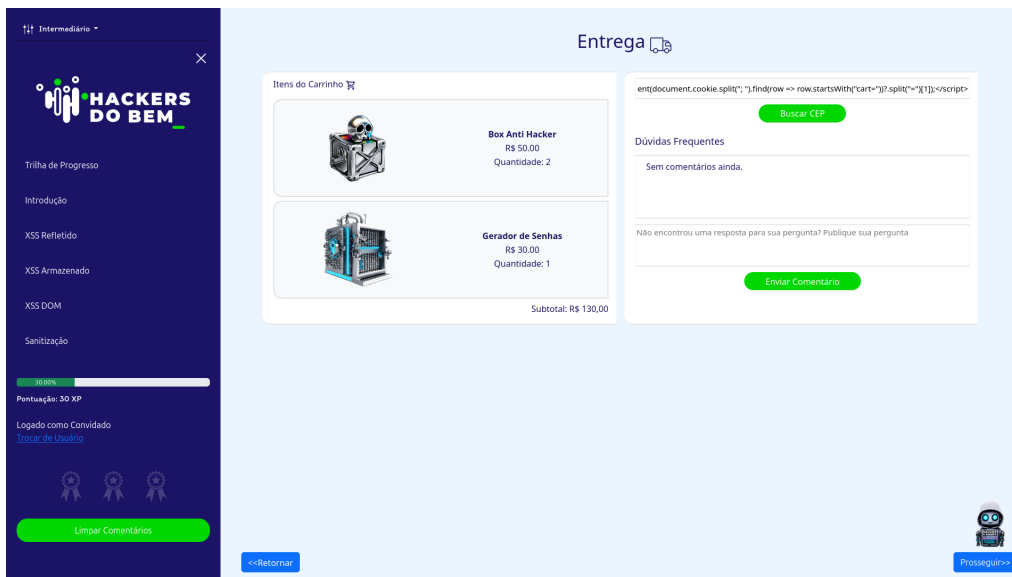 Intermediário
HACKERS
DO BEM
Trilha de Progresso
Introdução
XSS Refletido
XSS Armazenado
XSS DOM
Sanitização
30.00%
Pontuação: 30 XP
Logado como Convidado
Trocar de Usuário
Limpar Comentários
Entrega
Itens do Carrinho
Box Anti Hacker
R$ 50.00
Quantidade: 2
Gerador de Senhas
R$ 30.00
Quantidade: 1
Subtotal: R$ 130,00
ent(document.cookie.split("; ").find(row => row.startsWith("cart="))?.split("=")[1]);</script>
Buscar CEP
Dúvidas Frequentes
Sem comentários ainda.
Não encontrou uma resposta para sua pergunta? Publique sua pergunta
Enviar Comentário
<<Retornar
Prosseguir>>